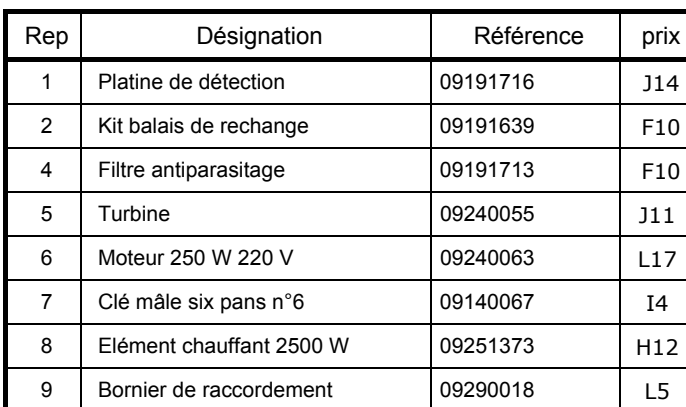 Rep Désignation Référence prix
1 Platine de détection 09191716 J14
2 Kit balais de rechange 09191639 F10
4 Filtre antiparasitage 09191713 F10
5 Turbine 09240055 J11
6 Moteur 250 W 220 V 09240063 L17
7 Clé mâle six pans n°6 09140067 I4
8 Elément chauffant 2500 W 09251373 H12
9 Bornier de raccordement 09290018 L5